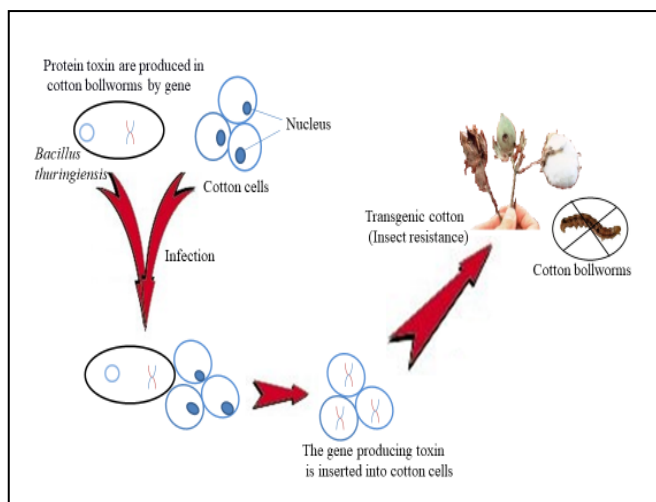 Protein toxin are produced in
cotton bollworms by gene
Nucleus
Bacillus
thuringiensis
Cotton cells
Infection
Transgenic cotton
(Insect resistance)
Cotton bollworms
The gene producing toxin
is inserted into cotton cells